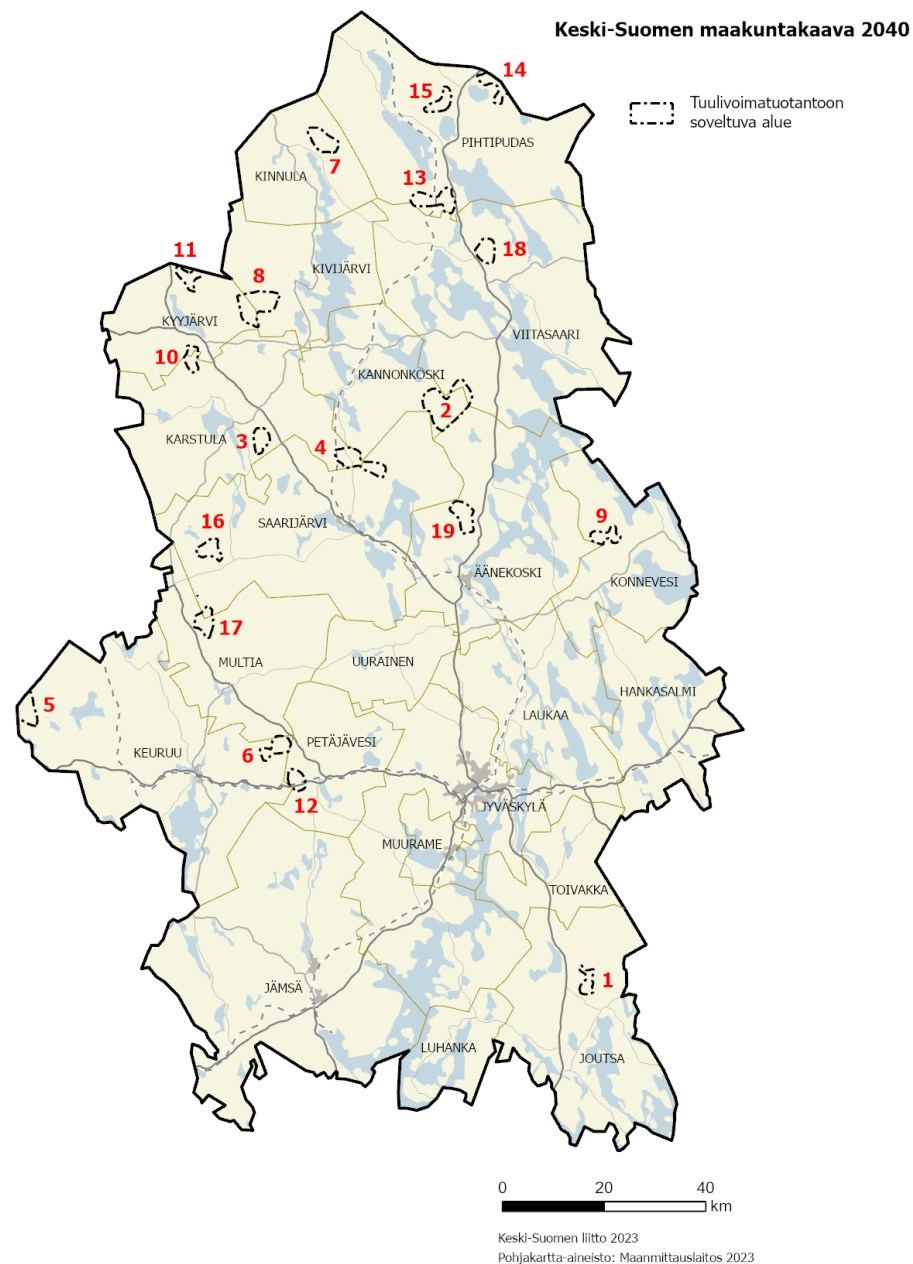 Keski-Suomen maakuntakaava 2040
14
15
Tuulivoimatuotantoon
soveltuva alue
PIHTIPUDAS
7
KINNULA
13
11
18
8
KIVIJÄRVI
KYYJÄRVI
VIITASAARI
10
KANNONKOSKI
2
KARSTULA
3
4
16
SAARIJÄRVI
19
9
ÄÄNEKOSKI
KONNEVESI
17
MULTIA
UURAINEN
HANKASALMI
5
LAUKAA
KEURUU
6
PETÄJÄVESI
12
JYVÄSKYLÄ
MUURAME
TOIVAKKA
1
JÄMSÄ
LUHANKA
JOUTSA
0 20 40
km
Keski-Suomen liitto 2023
Pohjakartta-aineisto: Maanmittauslaitos 2023